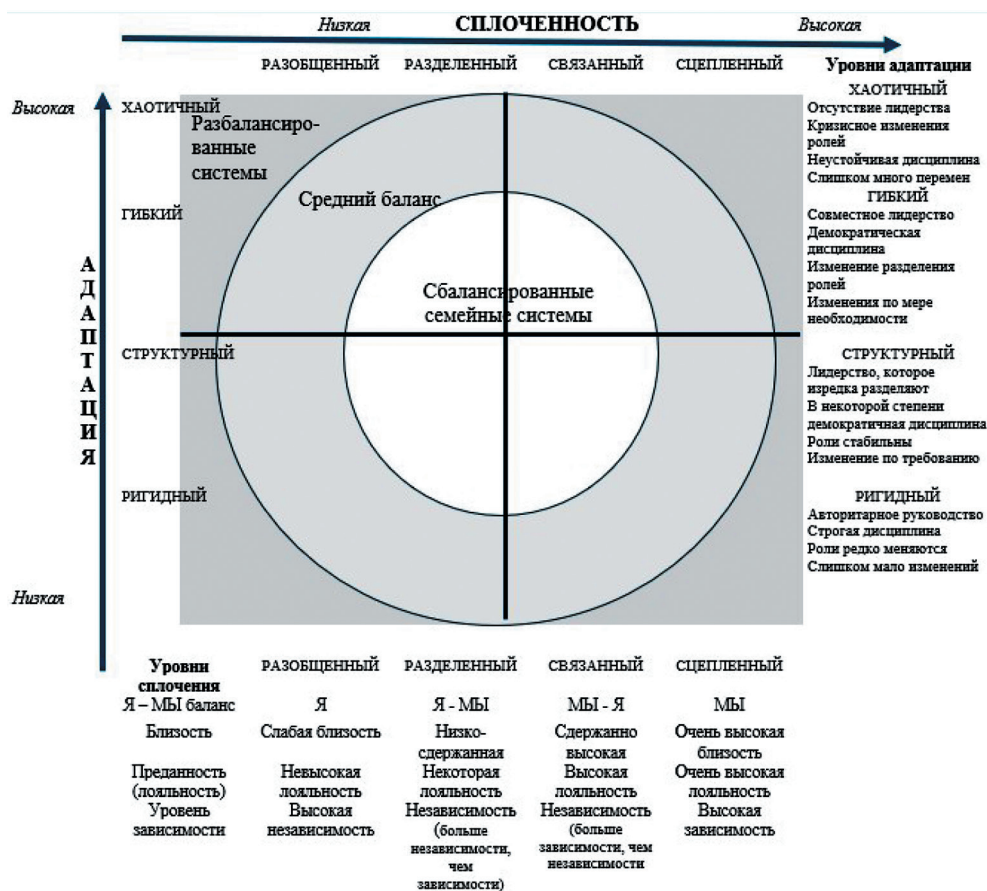 Низкая СПЛОЧЕННОСТЬ Высокая
РАЗОБЩЕННЫЙ РАЗДЕЛЕННЫЙ СВЯЗАННЫЙ СЦЕПЛЕННЫЙ Уровни адаптации
Высокая
ХАОТИЧНЫЙ
Разбалансиро-
ванные
системы
Средний баланс
ГИБКИЙ
Сбалансированные
семейные системы
АДАПТАЦИЯ
СТРУКТУРНЫЙ
РИГИДНЫЙ
Низкая
ХАОТИЧНЫЙ
Отсутствие лидерства
Кризисное изменения
ролей
Неустойчивая дисциплина
Слишком много перемен
ГИБКИЙ
Совместное лидерство
Демократическая
дисциплина
Изменение разделения
ролей
Изменения по мере
необходимости
СТРУКТУРНЫЙ
Лидерство, которое
изредка разделяют
В некоторой степени
демократичная дисциплина
Роли стабильны
Изменение по требованию
РИГИДНЫЙ
Авторитарное руководство
Строгая дисциплина
Роли редко меняются
Слишком мало изменений
Уровни РАЗОБЩЕННЫЙ РАЗДЕЛЕННЫЙ СВЯЗАННЫЙ СЦЕПЛЕННЫЙ
сплочения
Я – МЫ баланс Я Я - МЫ МЫ - Я МЫ
Близость Слабая близость Низко- Сдержанно Очень высокая
сдержанная высокая близость
Преданность Невысокая Некоторая Высокая Очень высокая
(лояльность) лояльность лояльность лояльность лояльность
Уровень Высокая Независимость Независимость Высокая
зависимости независимость (больше (больше зависимость
независимости, зависимости, чем
чем независимости
зависимости)